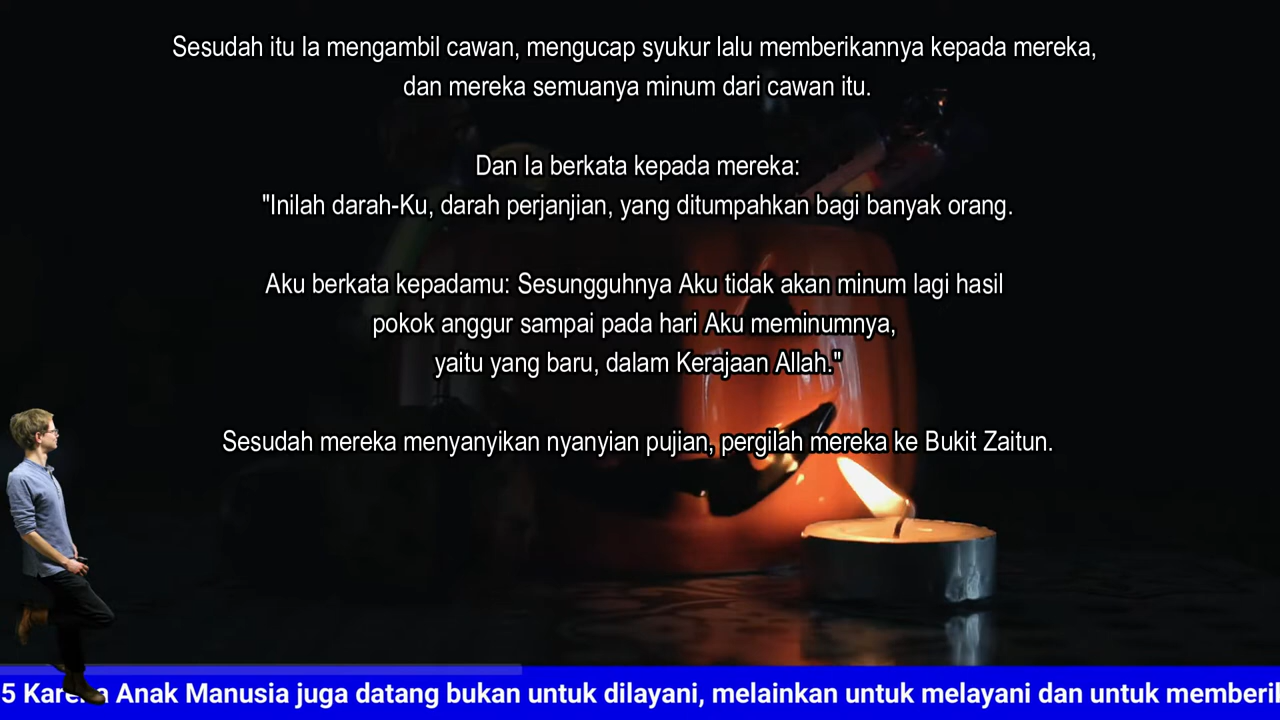 Sesudah itu Ia mengambil cawan, mengucap syukur lalu memberikannya kepada mereka,
dan mereka semuanya minum dari cawan itu.
Dan Ia berkata kepada mereka:
"Inilah darah-Ku, darah perjanjian, yang ditumpahkan bagi banyak orang.
Aku berkata kepadamu: Sesungguhnya Aku tidak akan minum lagi hasil
pokok anggur sampai pada hari Aku meminumnya,
yaitu yang baru, dalam Kerajaan Allah."
Sesudah mereka menyanyikan nyanyian pujian, pergilah mereka ke Bukit Zaitun.
5 Karena Anak Manusia juga datang bukan untuk dilayani, melainkan untuk melayani dan untuk memberi